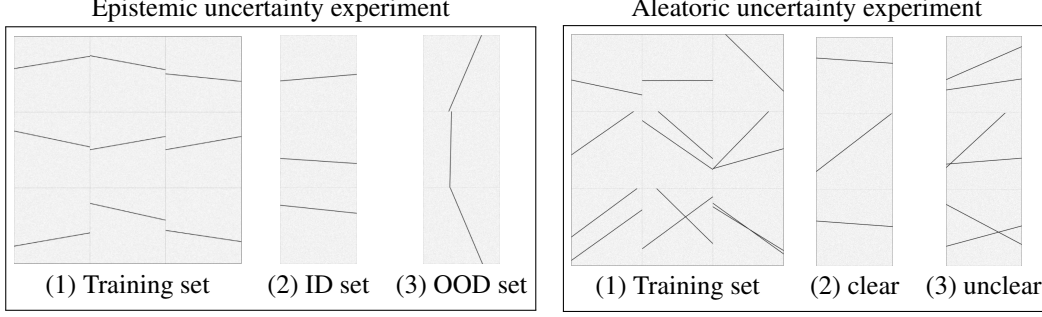 Epistemic uncertainty experiment
(1) Training set (2) ID set (3) OOD set
Aleatoric uncertainty experiment
(1) Training set (2) clear (3) unclear